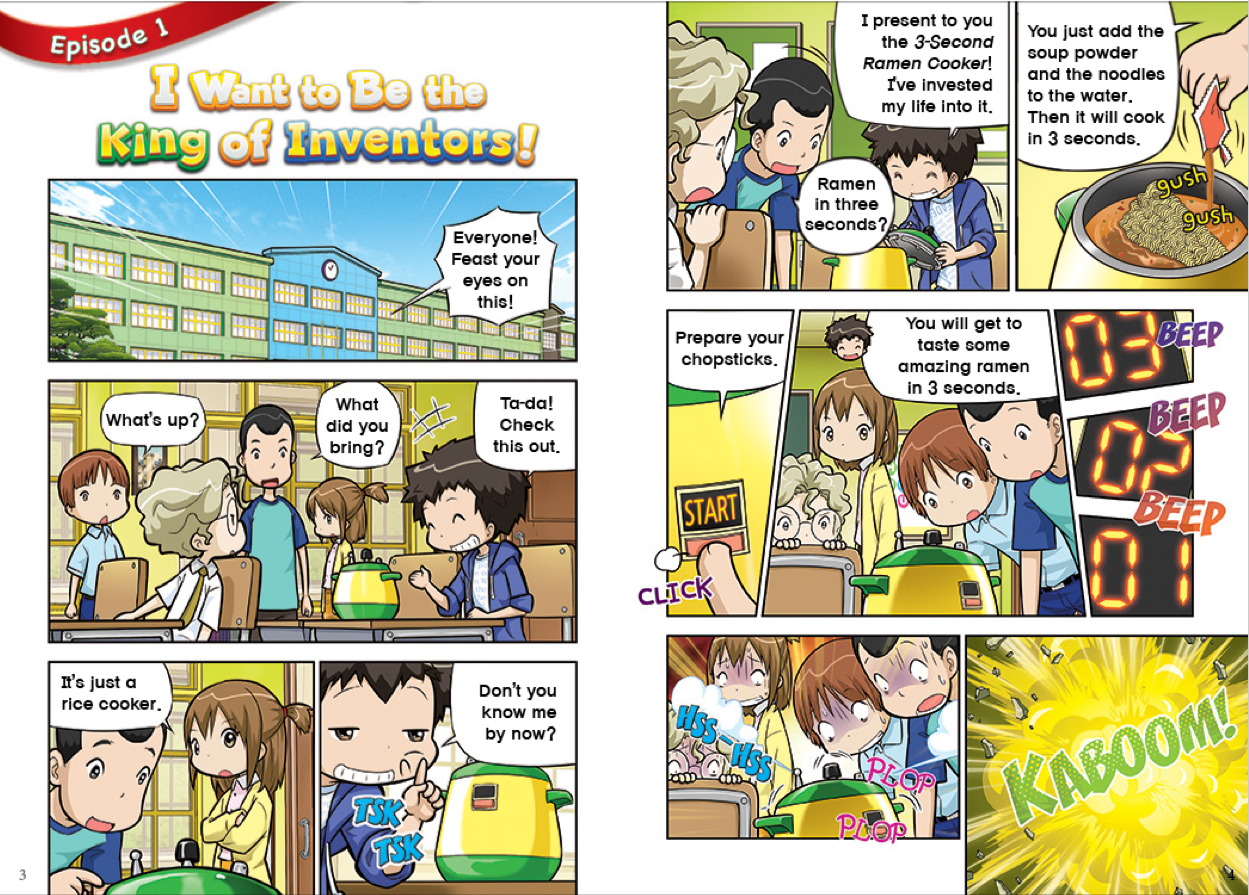 Episode 1
I Want to Be the
King of Inventors!
Everyone!
Feast your
eyes on
this!
What's up?
What
did you
bring?
Ta-da!
Check
this out.
It's just a
rice cooker.
Don't you
know me
by now?
TSK
TSK
3
I present to you
the 3-Second
Ramen Cooker!
I've invested
my life into it.
Ramen
in three
seconds?
You just add the
soup powder
and the noodles
to the water.
Then it will cook
in 3 seconds.
gush
gush
Prepare your
chopsticks.
START
CLICK
You will get to
taste some
amazing ramen
in 3 seconds.
03
BEEP
02
BEEP
01
BEEP
HSS-HSS
PLOP
PLOP
KABOOM!
4